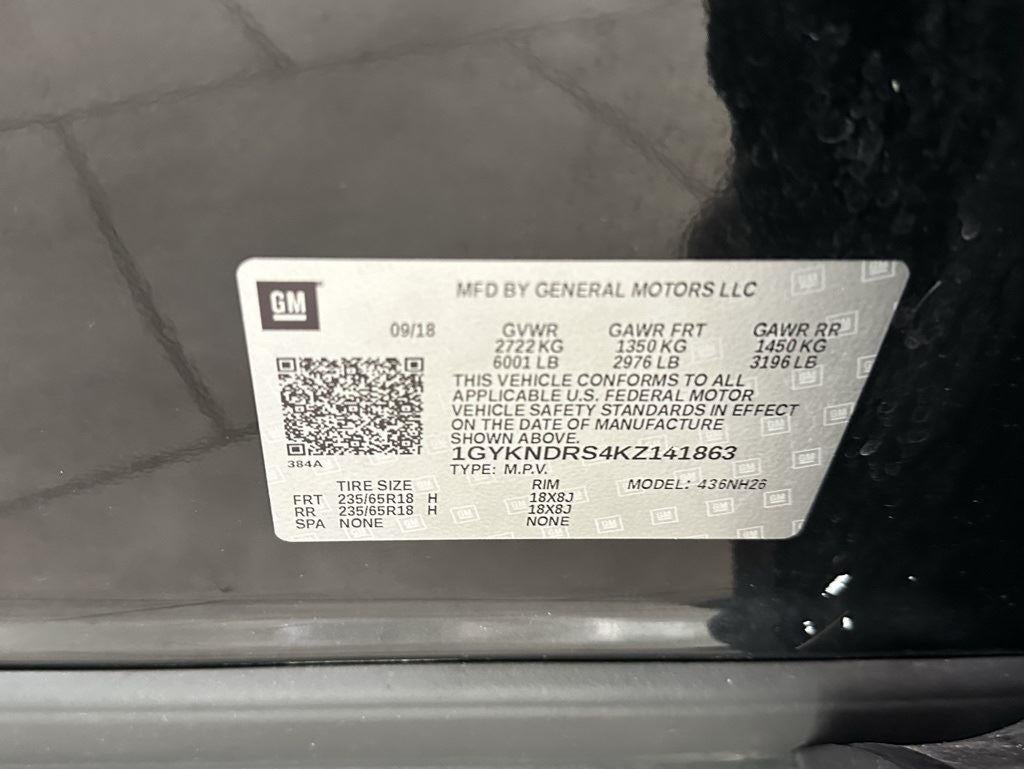 GM
MFD BY GENERAL MOTORS LLC
09/18 GVWR GAWR FRT GAWR RR
2722 KG 1350 KG 1450 KG
6001 LB 2976 LB 3196 LB
THIS VEHICLE CONFORMS TO ALL
APPLICABLE U.S. FEDERAL MOTOR
VEHICLE SAFETY STANDARDS IN EFFECT
ON THE DATE OF MANUFACTURE
SHOWN ABOVE.
1GYKNDRS4KZ141863
384A
TYPE: M.P.V.
TIRE SIZE RIM MODEL: 436NH26
FRT 235/65R18 H 18X8J
RR 235/65R18 H 18X8J
SPA NONE NONE